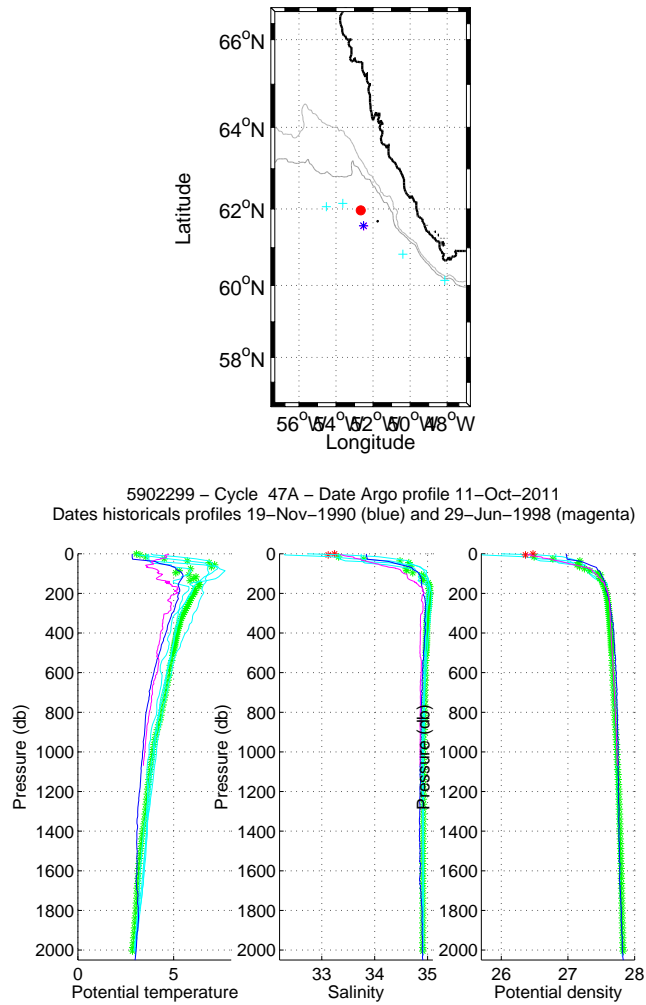 66°N
64°N
62°N
60°N
58°N
Latitude
56°W 54°W 52°W 50°W 48°W
Longitude
5902299 − Cycle 47A − Date Argo profile 11−Oct−2011
Dates historicals profiles 19−Nov−1990 (blue) and 29−Jun−1998 (magenta)
0 0 0
200 200 200
400 400 400
600 600 600
800 800 800
1000 1000 1000
1200 1200 1200
1400 1400 1400
1600 1600 1600
1800 1800 1800
2000 2000 2000
Pressure (db) Pressure (db) Pressure (db)
0 5 33 34 35 26 27 28
Potential temperature Salinity Potential density